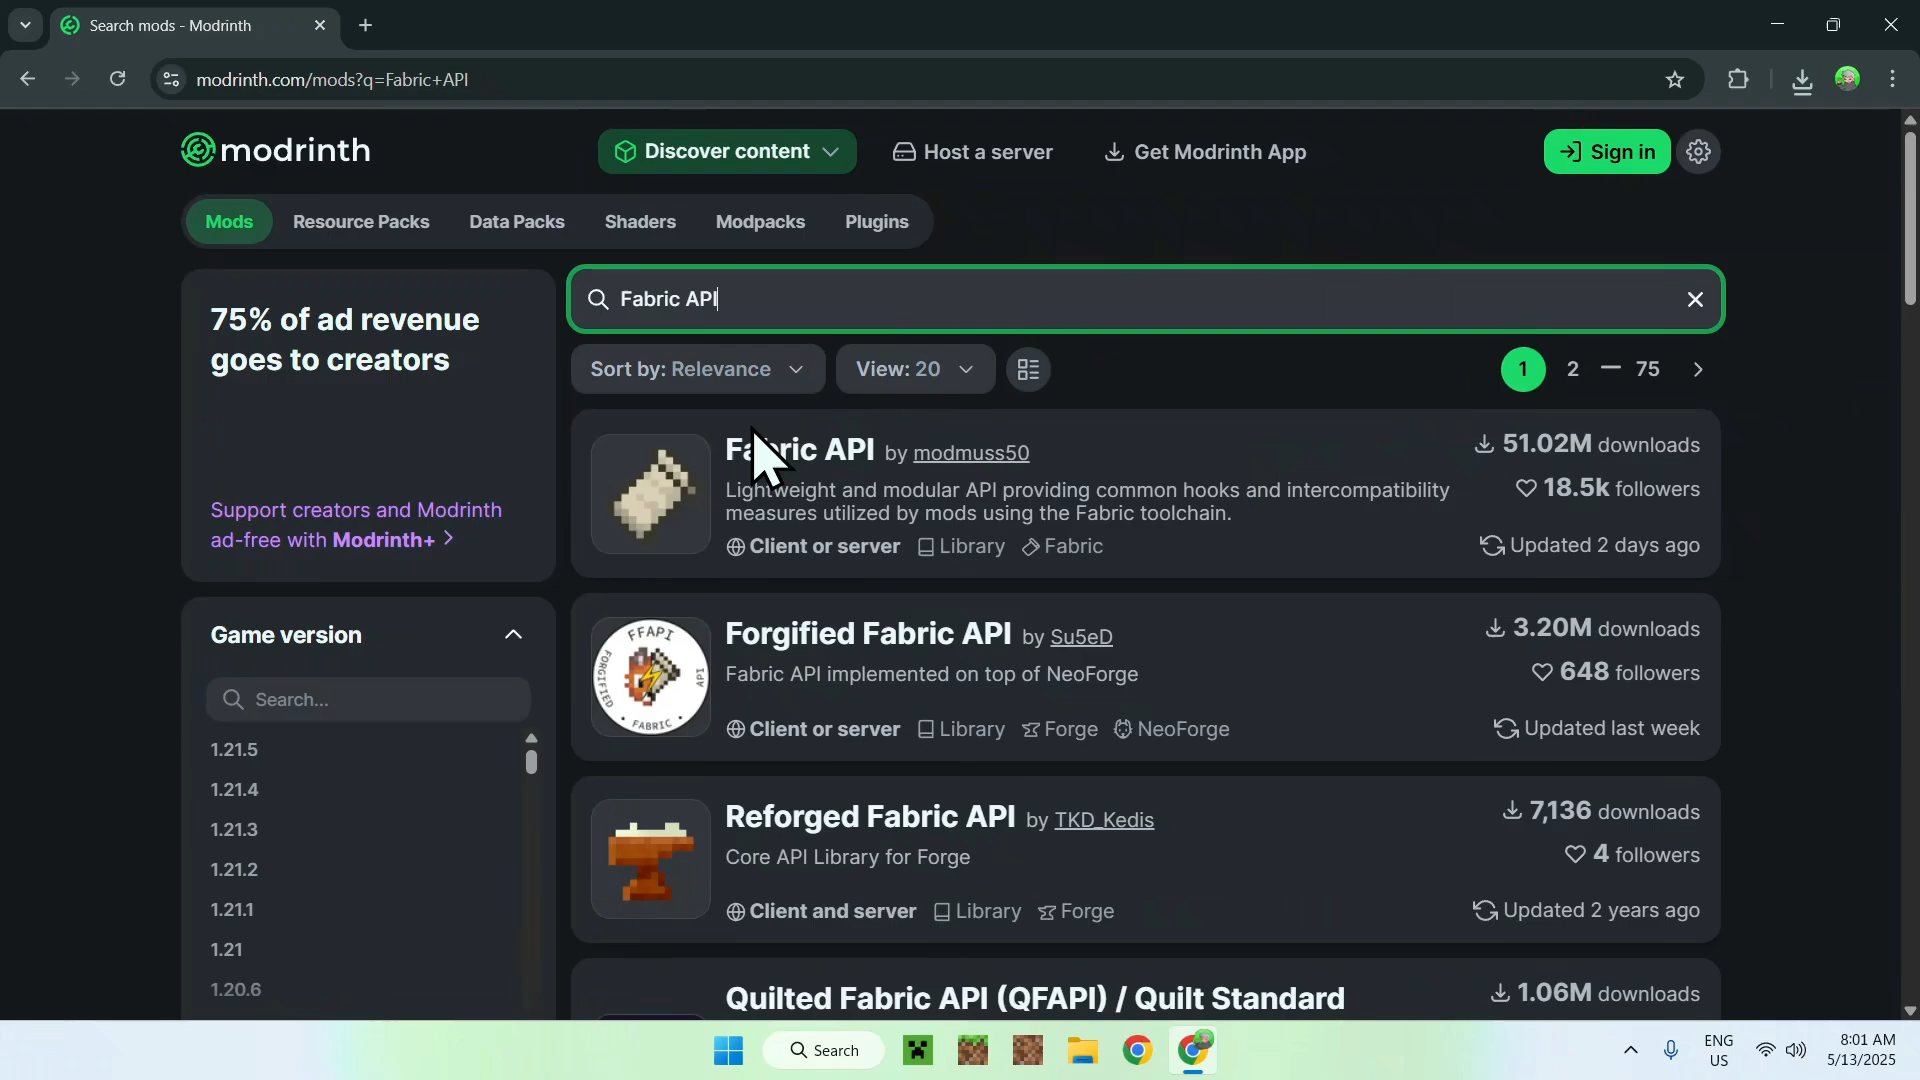 Search mods - Modrinth
modrinth.com/mods?q=Fabric+API
modrinth
Discover content
Host a server
Get Modrinth App
Sign in
Mods
Resource Packs
Data Packs
Shaders
Modpacks
Plugins
75% of ad revenue
goes to creators
Support creators and Modrinth
ad-free with Modrinth+
Game version
Search...
1.21.5
1.21.4
1.21.3
1.21.2
1.21.1
1.21
1.20.6
Fabric API
Sort by: Relevance
View: 20
1
2
75
Fabric API by modmuss50
Lightweight and modular API providing common hooks and intercompatibility
measures utilized by mods using the Fabric toolchain.
Client or server Library Fabric
51.02M downloads
18.5k followers
Updated 2 days ago
FFAPI
FORGIFIED
API
FABRIC
Forgified Fabric API by Su5eD
Fabric API implemented on top of NeoForge
Client or server Library Forge NeoForge
3.20M downloads
648 followers
Updated last week
Reforged Fabric API by TKD_Kedis
Core API Library for Forge
Client and server Library Forge
7,136 downloads
4 followers
Updated 2 years ago
Quilted Fabric API (QFAPI) / Quilt Standard
1.06M downloads
Search
ENG
US
8:01 AM
5/13/2025